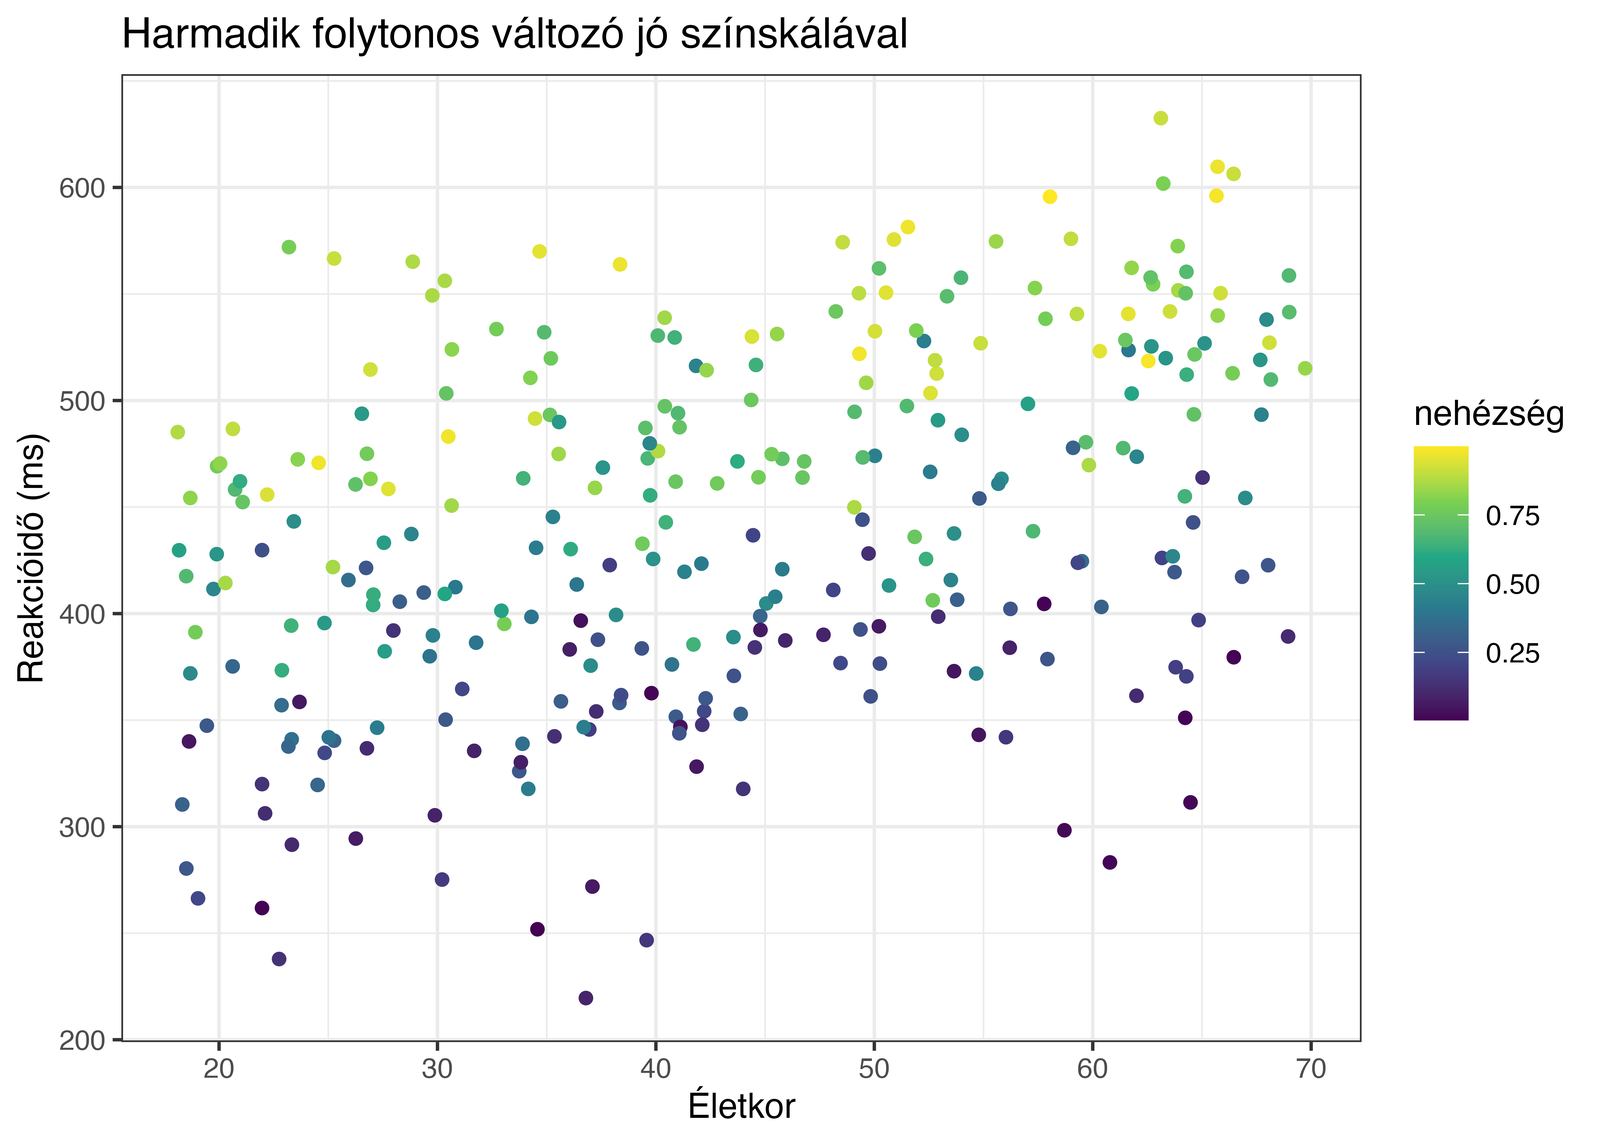 Harmadik folytonos változó jó színskálával
Reakcióidő (ms)
600
500
400
300
200
20 30 40 50 60 70
Életkor
nehézség
0.75
0.50
0.25